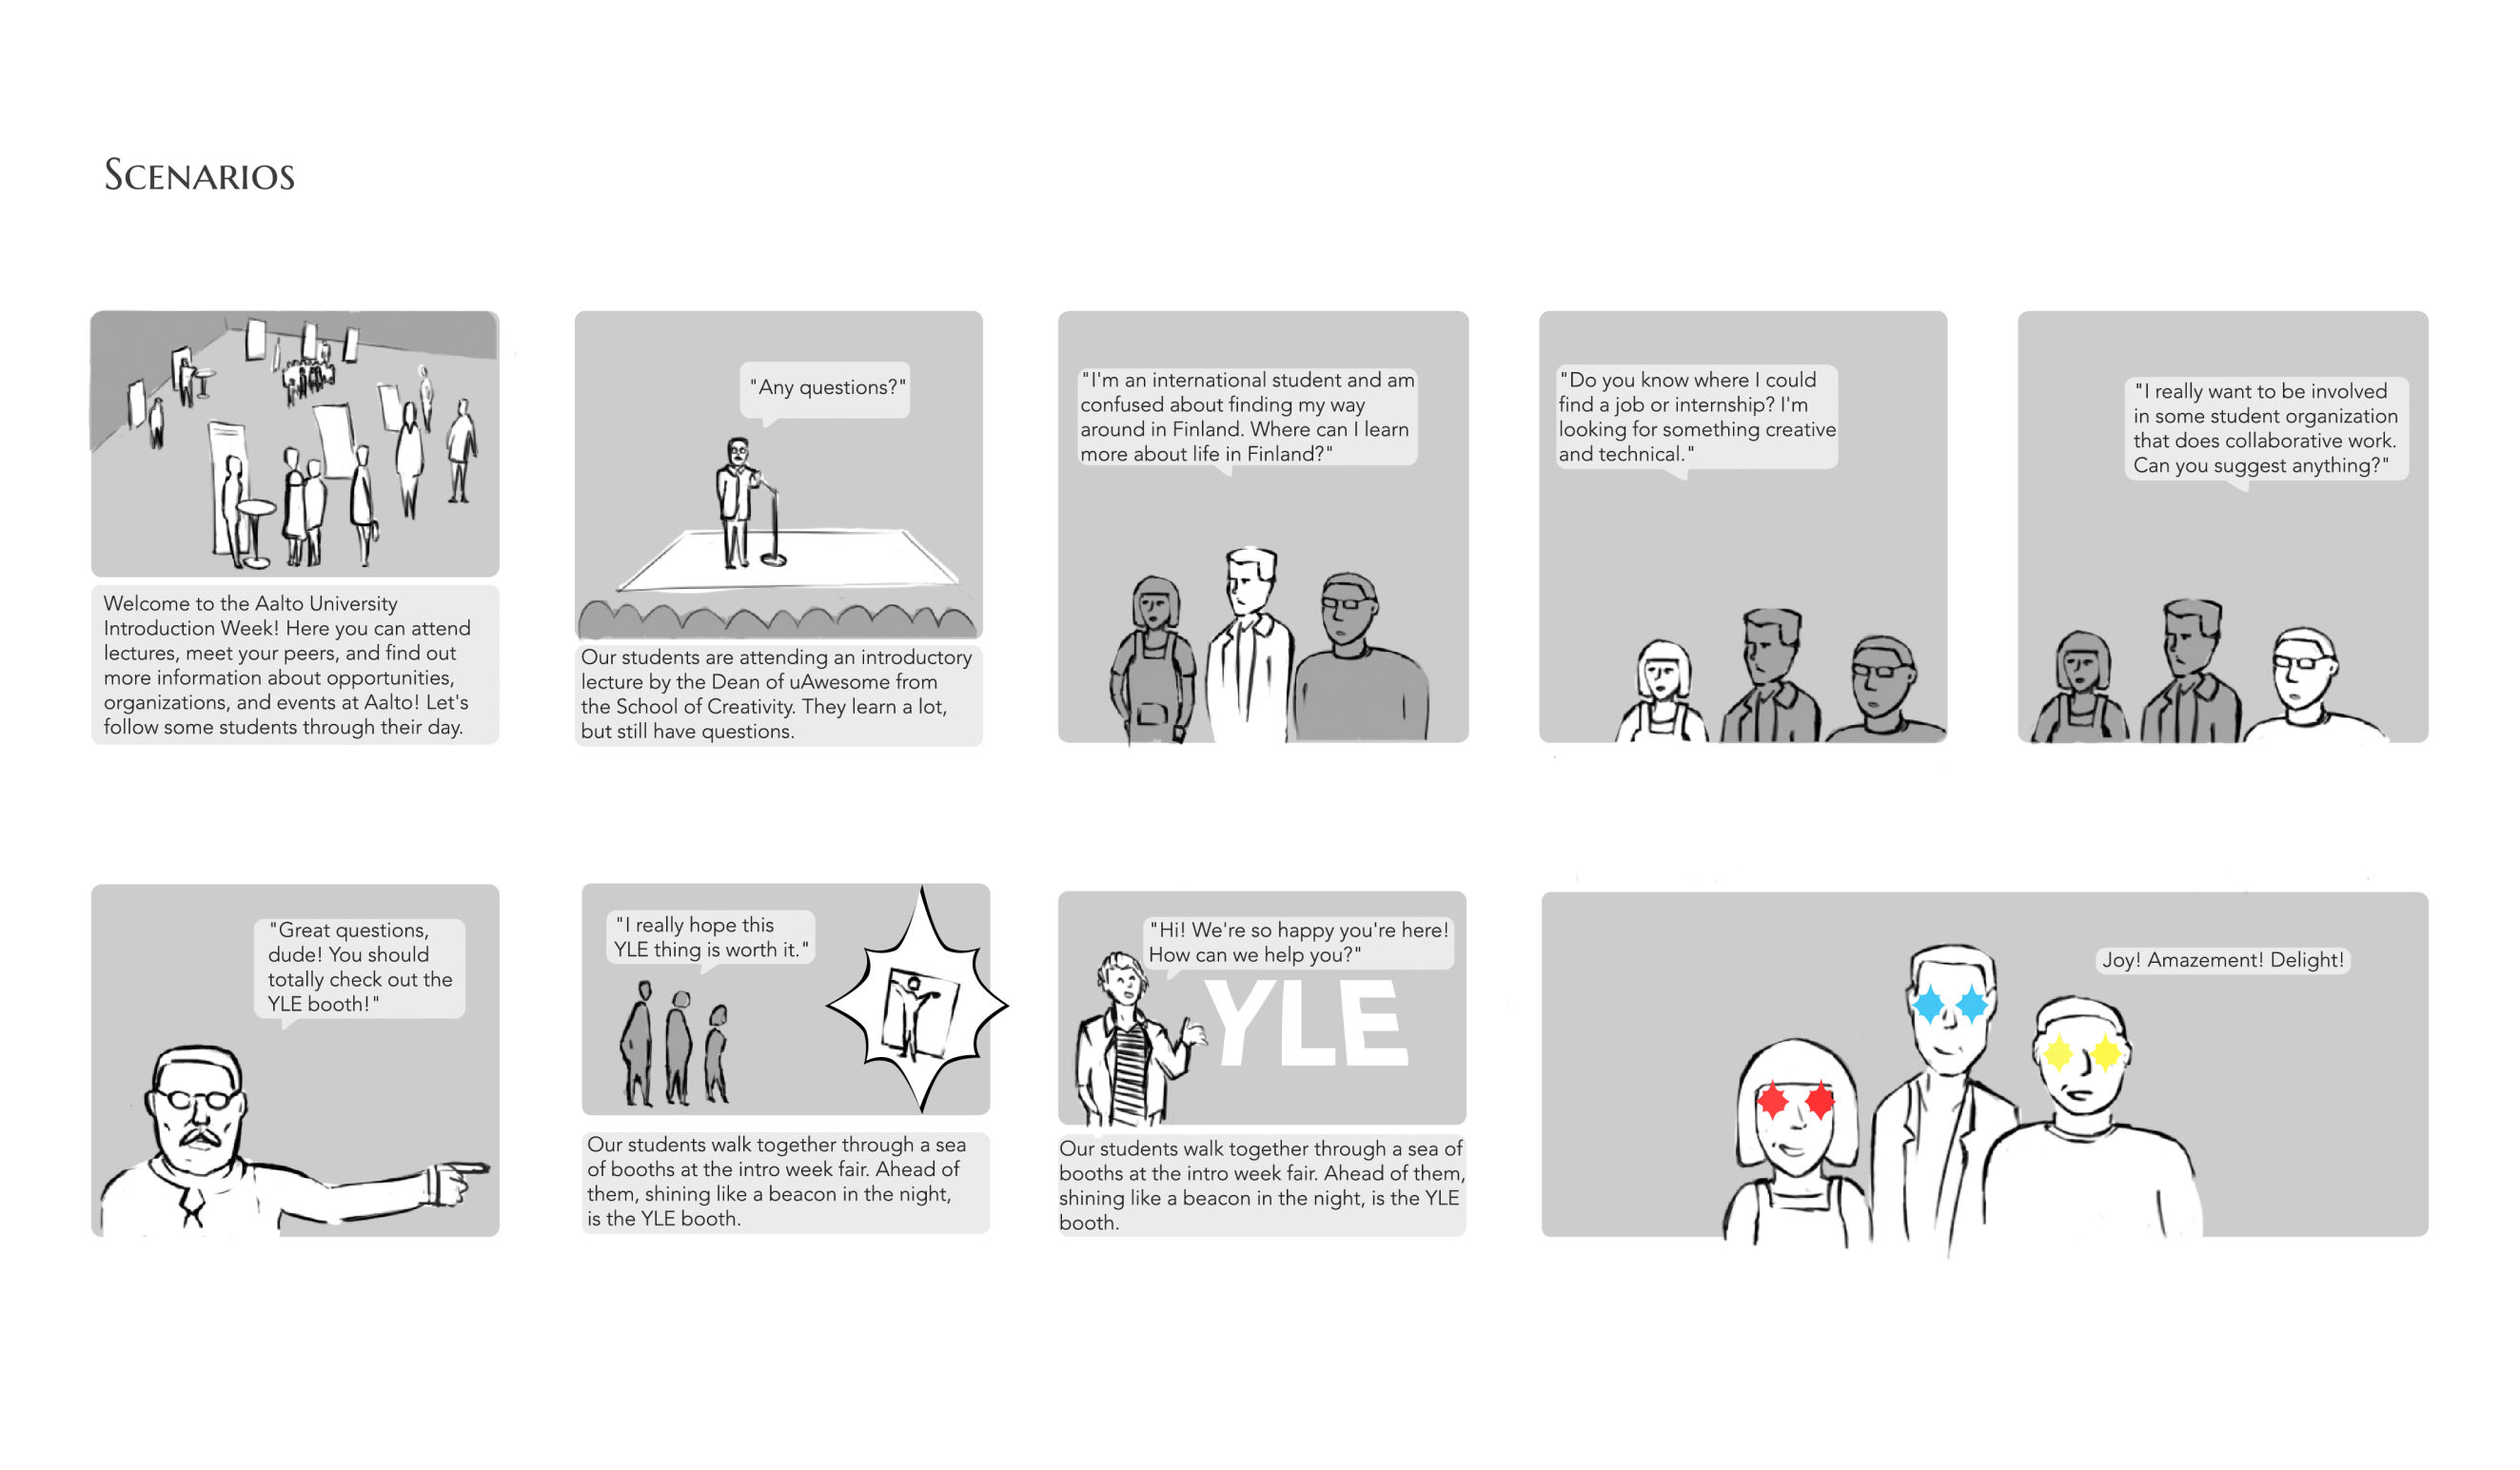 SCENARIOS
"Any questions?"
"I'm an international student and am
confused about finding my way
around in Finland. Where can I learn
more about life in Finland?"
"Do you know where I could
find a job or internship? I'm
looking for something creative
and technical."
"I really want to be involved
in some student organization
that does collaborative work.
Can you suggest anything?"
Welcome to the Aalto University
Introduction Week! Here you can attend
lectures, meet your peers, and find out
more information about opportunities,
organizations, and events at Aalto! Let's
follow some students through their day.
Our students are attending an introductory
lecture by the Dean of uAwesome from
the School of Creativity. They learn a lot,
but still have questions.
"Great questions,
dude! You should
totally check out the
YLE booth!"
"I really hope this
YLE thing is worth it."
Our students walk together through a sea
of booths at the intro week fair. Ahead of
them, shining like a beacon in the night,
is the YLE booth.
"Hi! We're so happy you're here!
How can we help you?"
YLE
Our students walk together through a sea of
booths at the intro week fair. Ahead of them,
shining like a beacon in the night, is the YLE
booth.
Joy! Amazement! Delight!